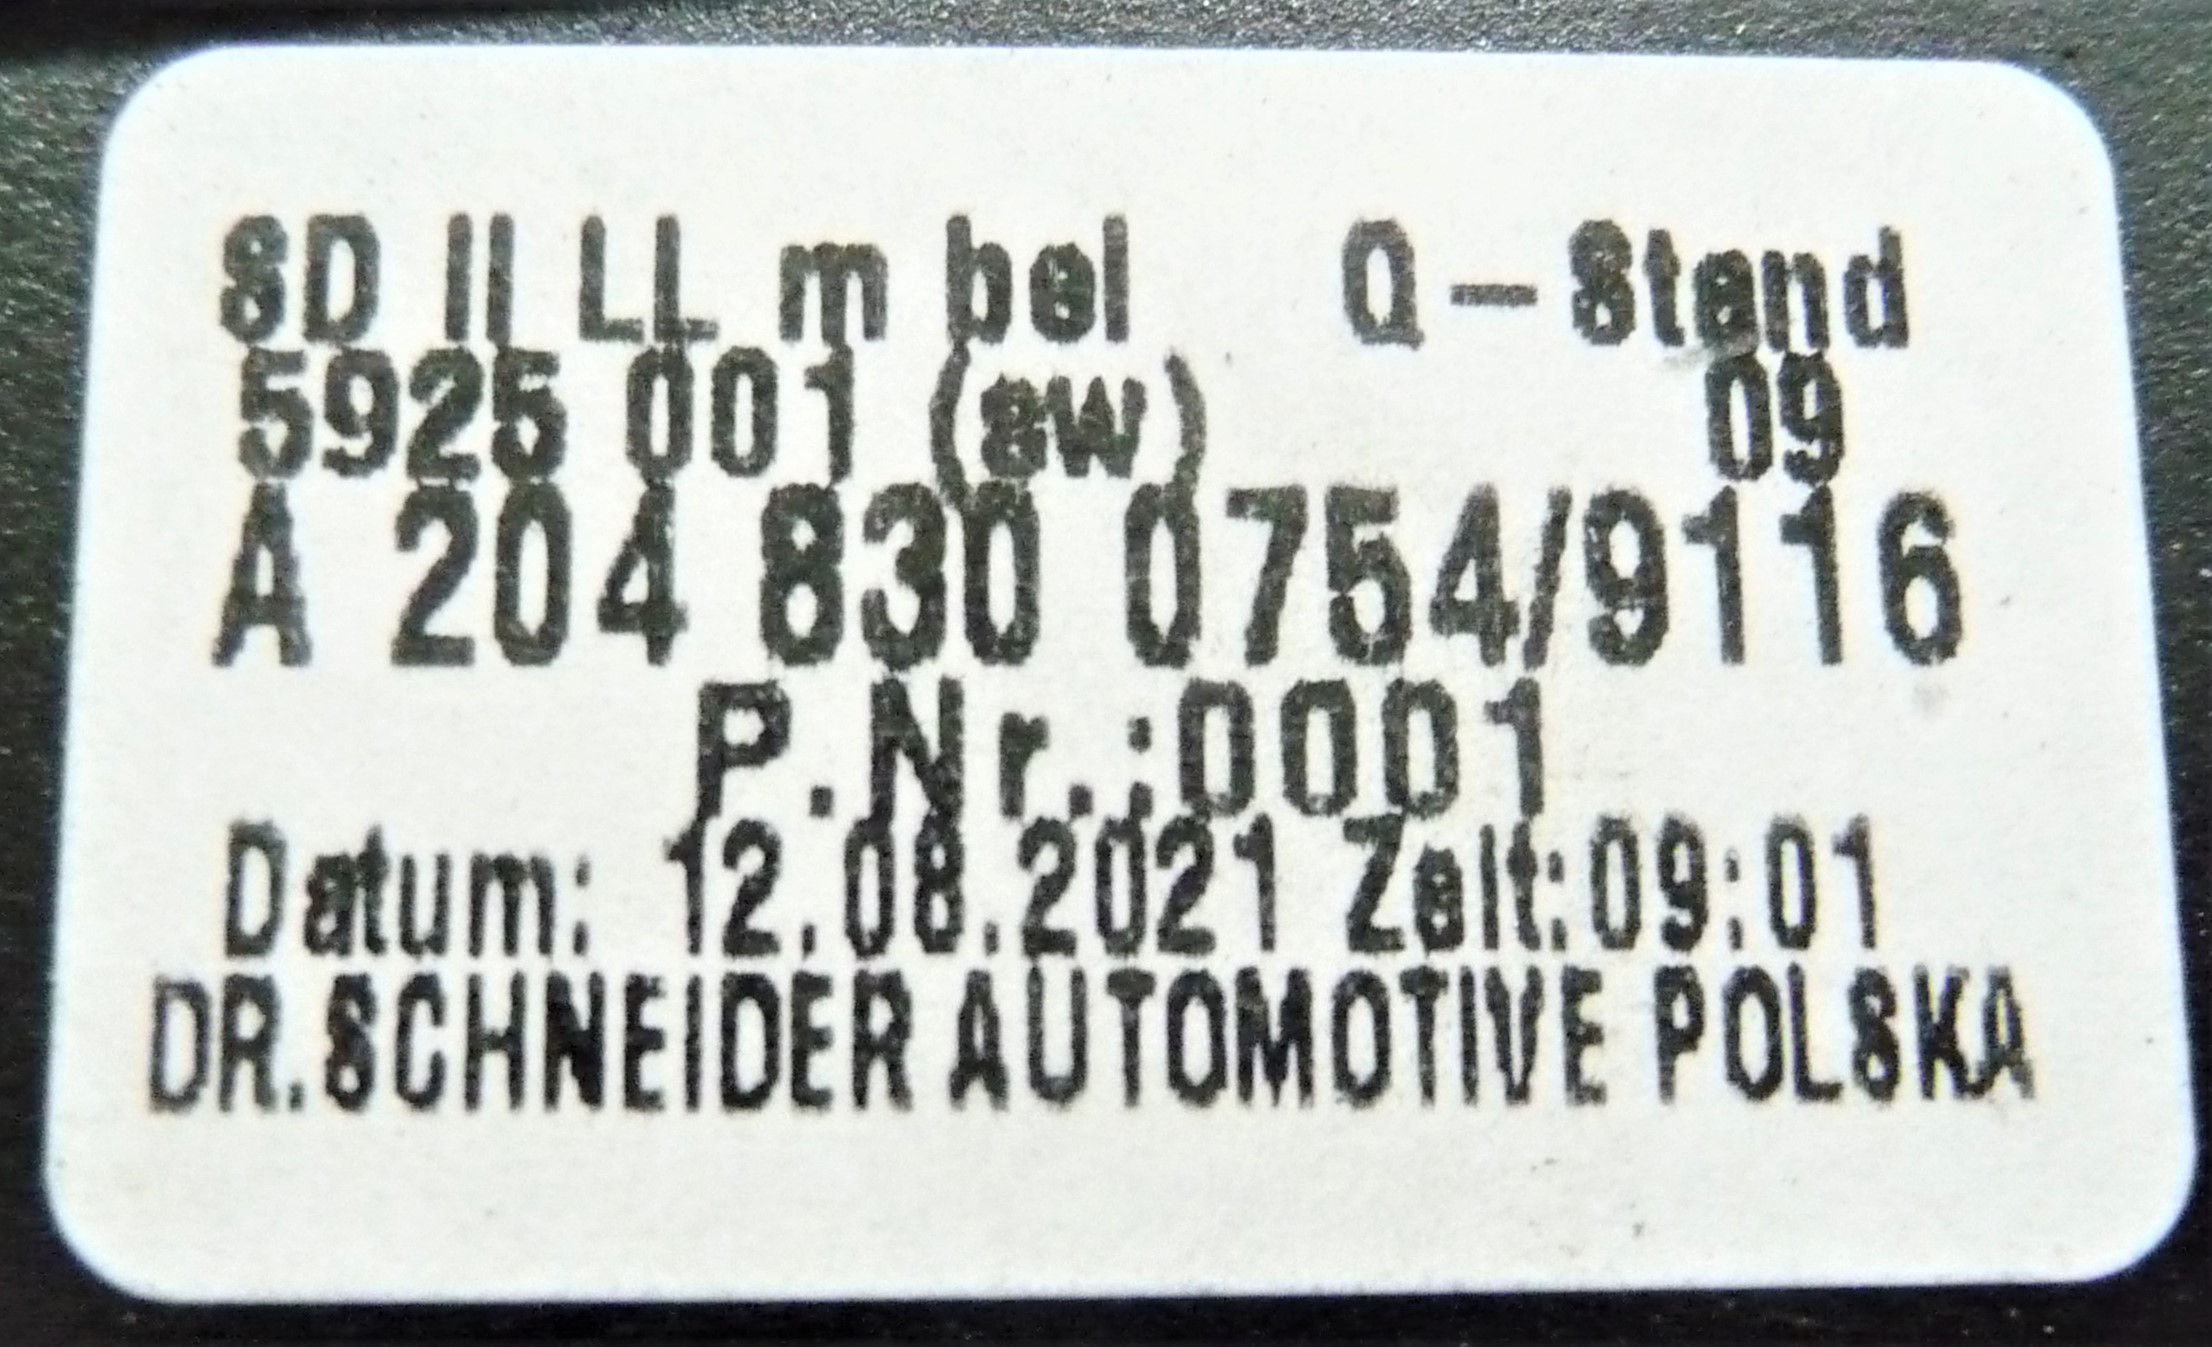 SD II LL m bel Q-Stand
5925 001 (sw) 09
A 204 830 0754/9116
P.Nr.:0001
Datum: 12.08.2021 Zeit:09:01
DR.SCHNEIDER AUTOMOTIVE POLSKA